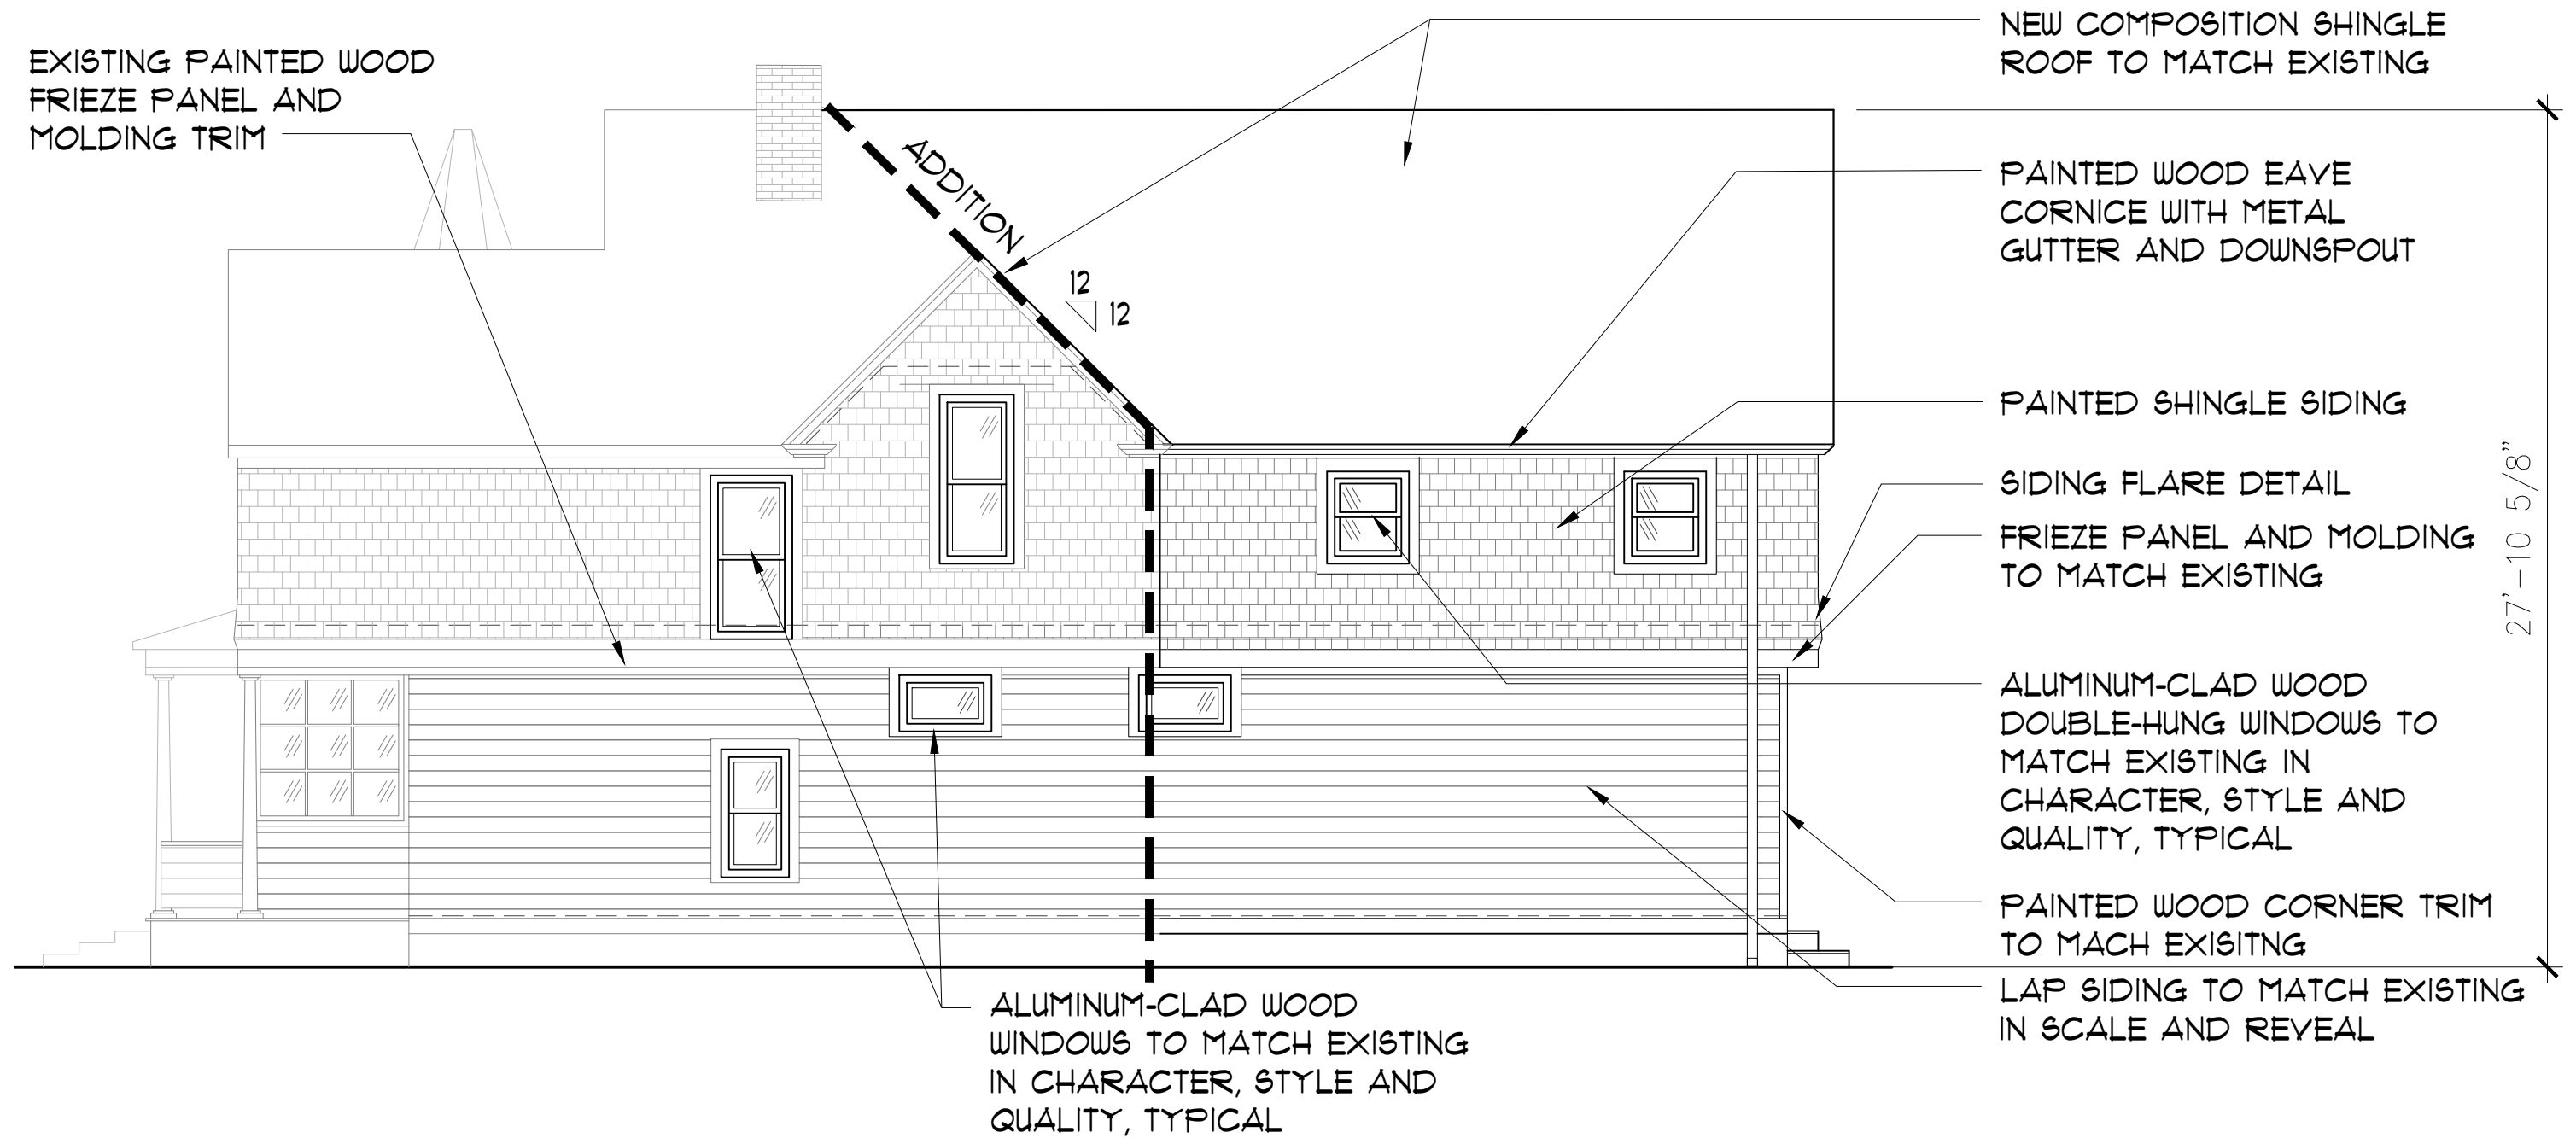 EXISTING PAINTED WOOD
FRIEZE PANEL AND
MOLDING TRIM
ADDITION
12
12
NEW COMPOSITION SHINGLE
ROOF TO MATCH EXISTING
PAINTED WOOD EAVE
CORNICE WITH METAL
GUTTER AND DOWNSPOUT
PAINTED SHINGLE SIDING
SIDING FLARE DETAIL
FRIEZE PANEL AND MOLDING
TO MATCH EXISTING
27'-10 5/8"
ALUMINUM-CLAD WOOD
DOUBLE-HUNG WINDOWS TO
MATCH EXISTING IN
CHARACTER, STYLE AND
QUALITY, TYPICAL
PAINTED WOOD CORNER TRIM
TO MACH EXISITNG
LAP SIDING TO MATCH EXISTING
IN SCALE AND REVEAL
ALUMINUM-CLAD WOOD
WINDOWS TO MATCH EXISTING
IN CHARACTER, STYLE AND
QUALITY, TYPICAL